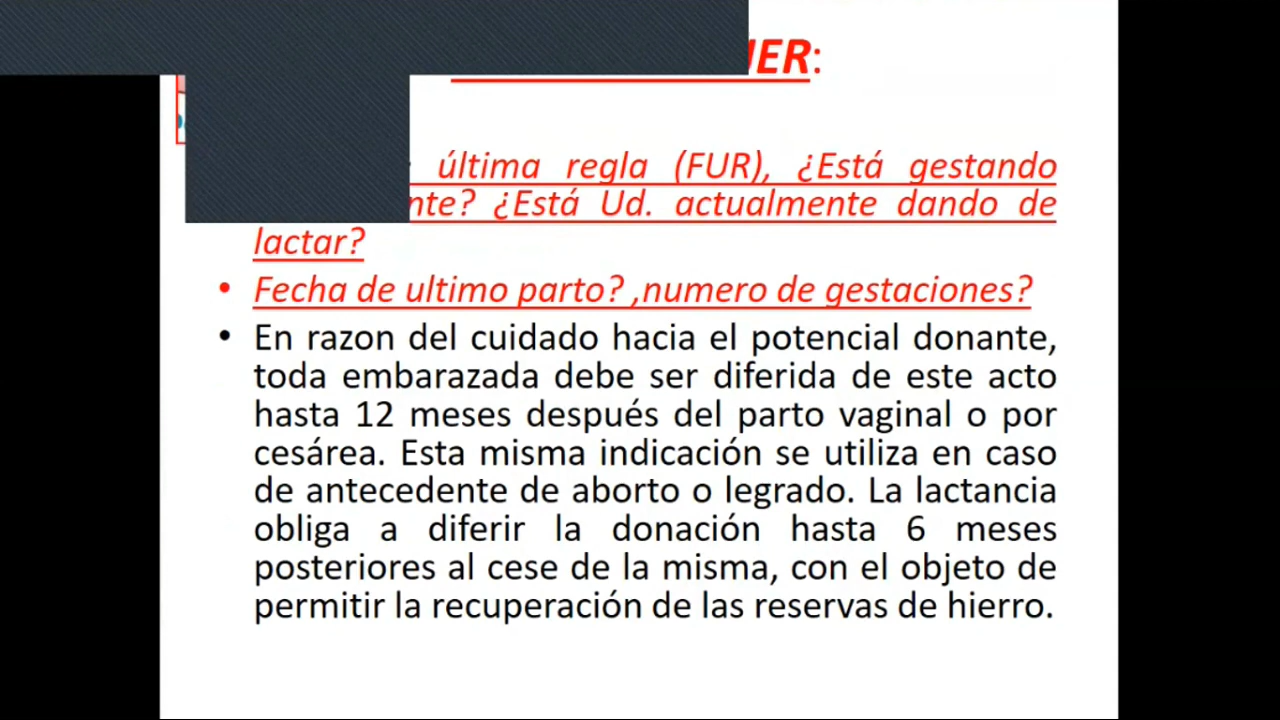 :
última regla (FUR), ¿Está gestando
¿Está Ud. actualmente dando de
lactar?
• Fecha de ultimo parto? ,numero de gestaciones?
• En razon del cuidado hacia el potencial donante,
toda embarazada debe ser diferida de este acto
hasta 12 meses después del parto vaginal o por
cesárea. Esta misma indicación se utiliza en caso
de antecedente de aborto o legrado. La lactancia
obliga a diferir la donación hasta 6 meses
posteriores al cese de la misma, con el objeto de
permitir la recuperación de las reservas de hierro.